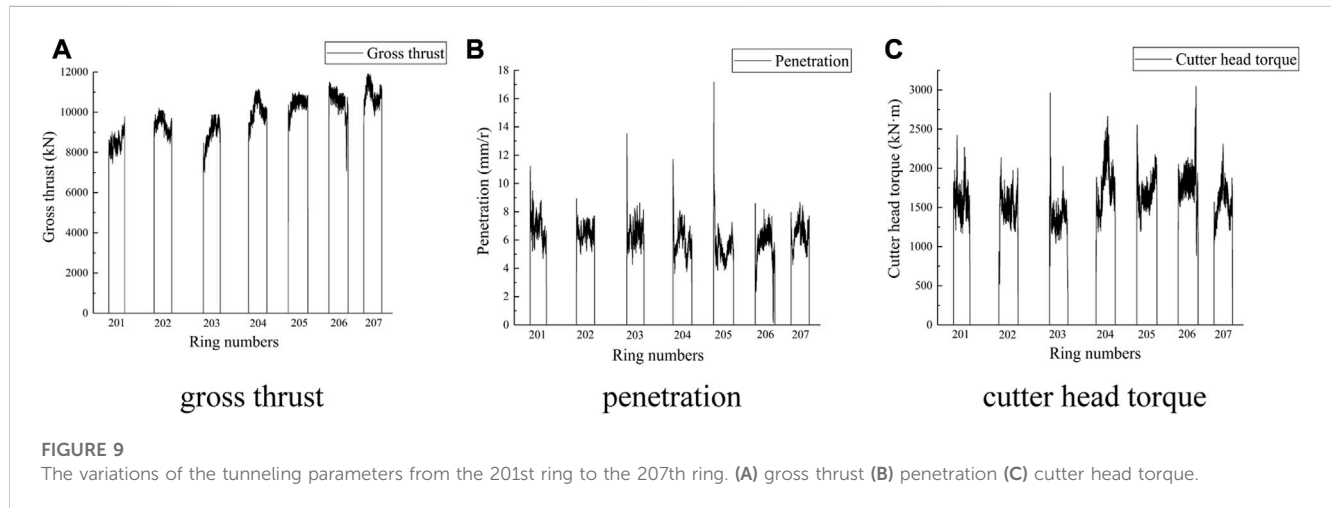 A
Gross thrust
12000
10000
8000
6000
4000
2000
0
Gross thrust (kN)
201 202 203 204 205 206 207
Ring numbers
gross thrust
B
Penetration
18
16
14
12
10
8
6
4
2
0
Penetration (mm/r)
201 202 203 204 205 206 207
Ring numbers
penetration
C
Cutter head torque
3000
2500
2000
1500
1000
500
0
Cutter head torque (kN·m)
201 202 203 204 205 206 207
Ring numbers
cutter head torque
FIGURE 9
The variations of the tunneling parameters from the 201st ring to the 207th ring. (A) gross thrust (B) penetration (C) cutter head torque.